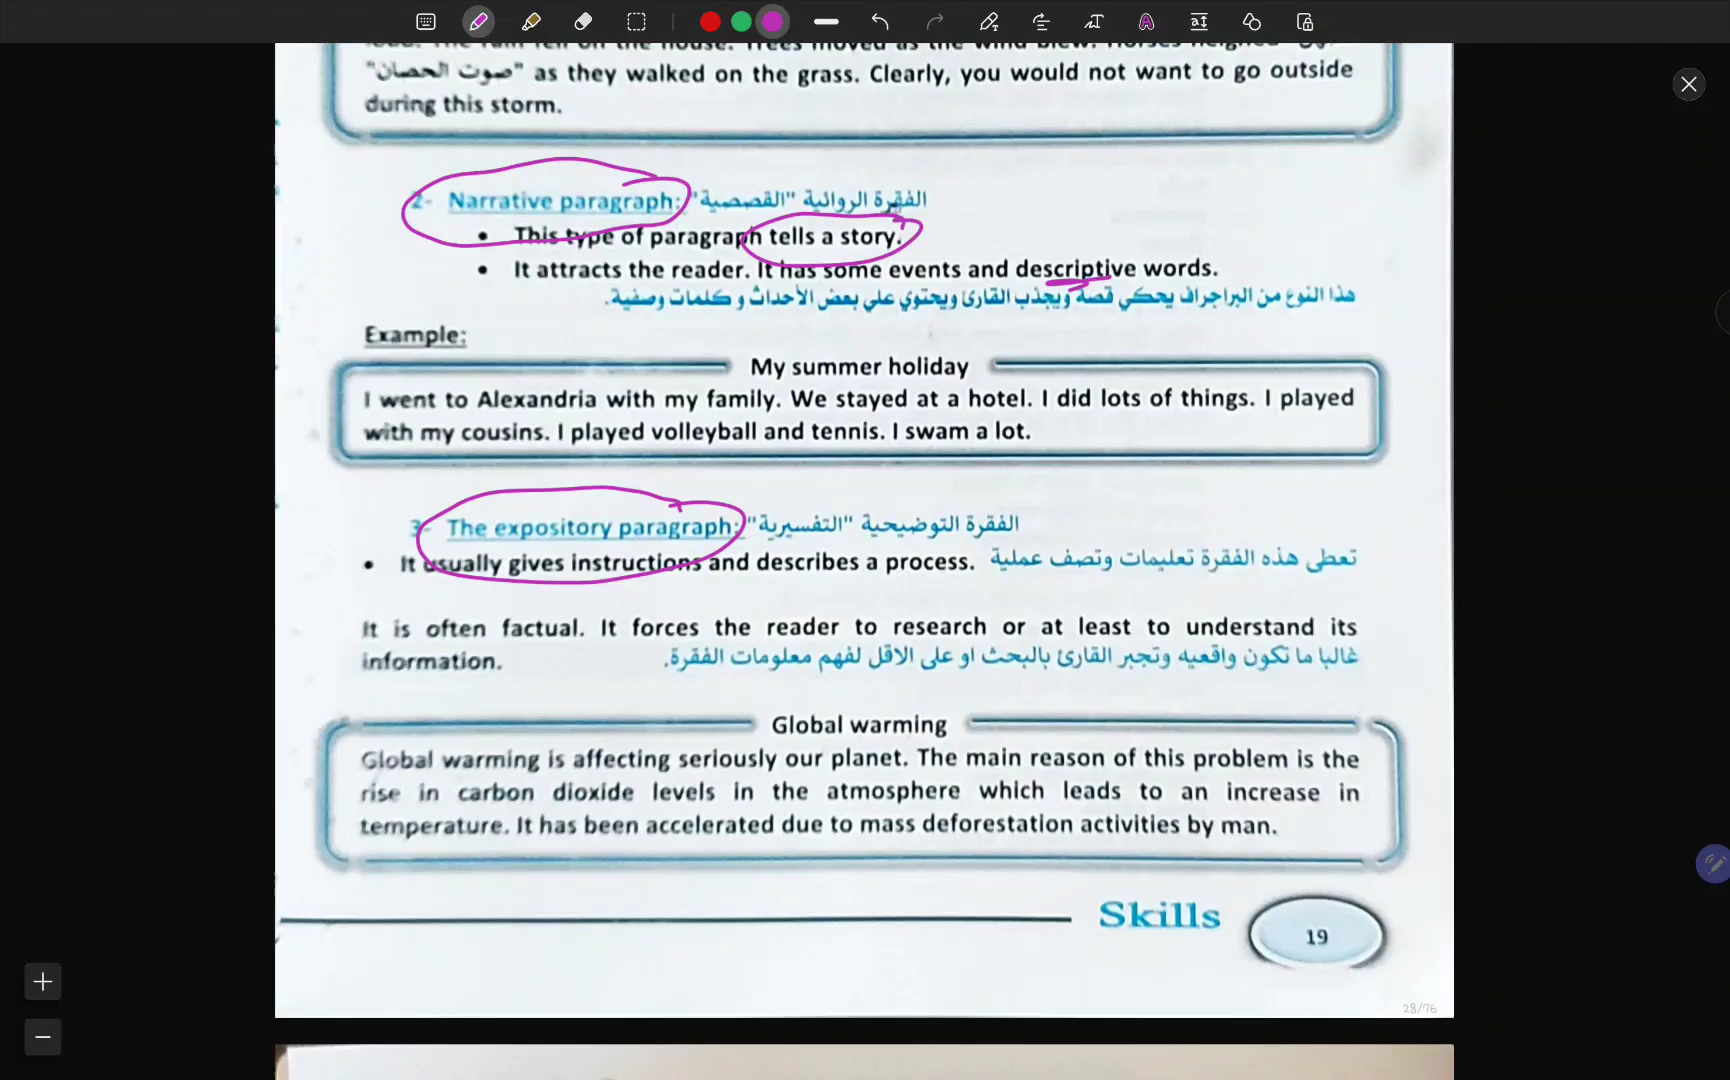 "صوت الحصان" as they walked on the grass. Clearly, you would not want to go outside
during this storm.
2- Narrative paragraph: الفقرة الروائية "القصصية"
• This type of paragraph tells a story.
• It attracts the reader. It has some events and descriptive words.
هذا النوع من البراجراف يحكي قصة ويجذب القارئ ويحتوي علي بعض الأحداث و كلمات وصفية.
Example:
My summer holiday
I went to Alexandria with my family. We stayed at a hotel. I did lots of things. I played
with my cousins. I played volleyball and tennis. I swam a lot.
3- The expository paragraph: الفقرة التوضيحية "التفسيرية"
• It usually gives instructions and describes a process. تعطى هذه الفقرة تعليمات وتصف عملية
It is often factual. It forces the reader to research or at least to understand its
information. غالبا ما تكون واقعيه وتجبر القارئ بالبحث او على الاقل لفهم معلومات الفقرة.
Global warming
Global warming is affecting seriously our planet. The main reason of this problem is the
rise in carbon dioxide levels in the atmosphere which leads to an increase in
temperature. It has been accelerated due to mass deforestation activities by man.
Skills 19
28/76